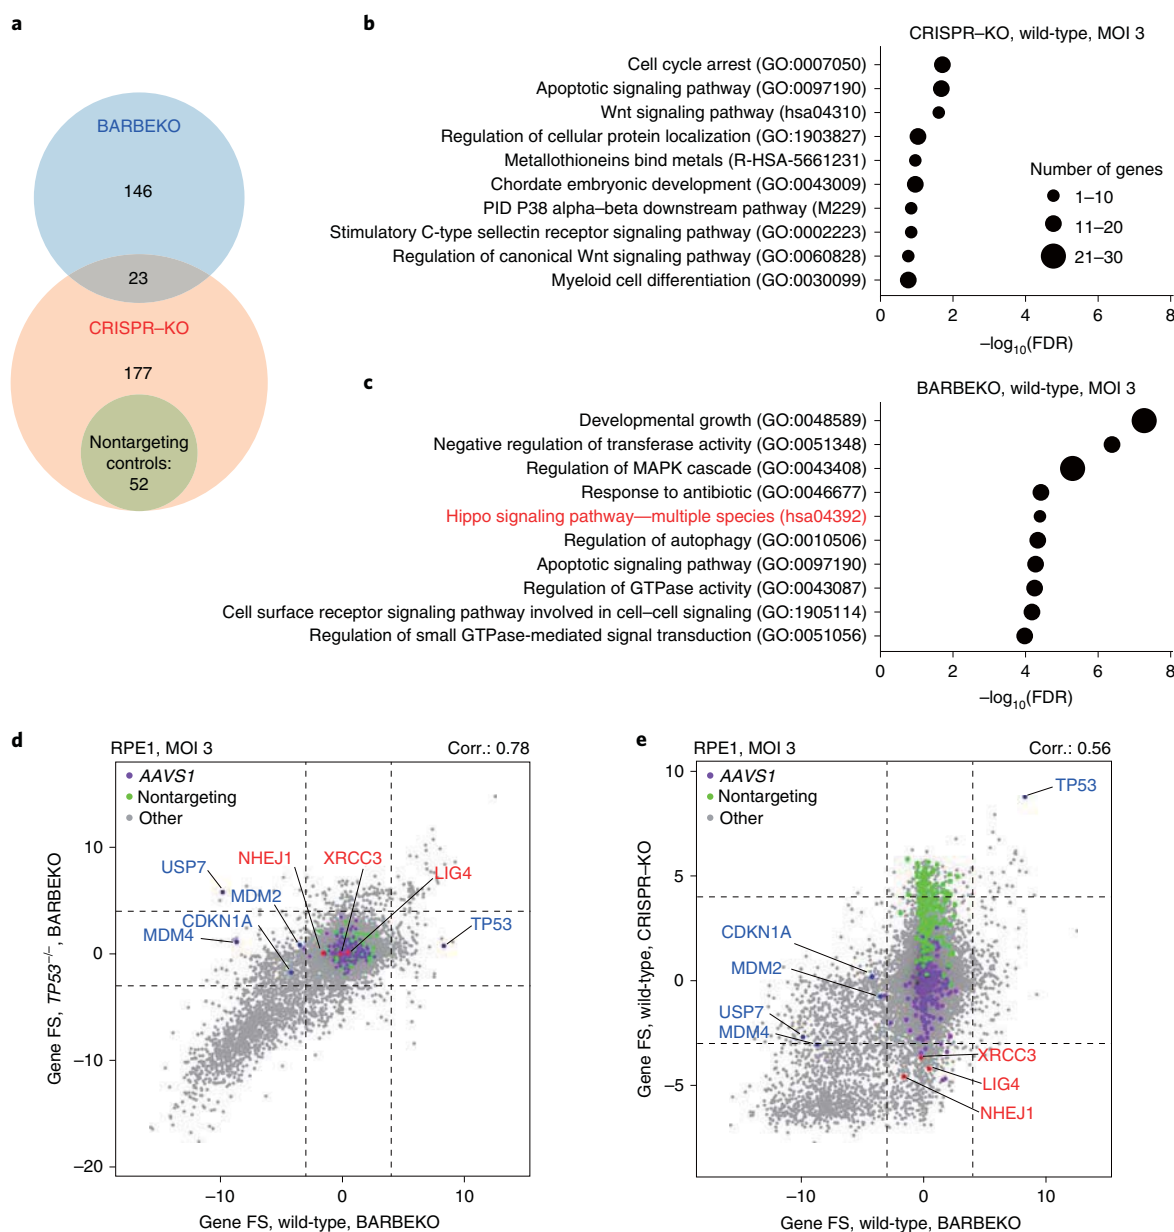 a
BARBEKO
146
23
CRISPR–KO
177
Nontargeting
controls:
52
b
CRISPR–KO, wild-type, MOI 3
Cell cycle arrest (GO:0007050)
Apoptotic signaling pathway (GO:0097190)
Wnt signaling pathway (hsa04310)
Regulation of cellular protein localization (GO:1903827)
Metallothioneins bind metals (R-HSA-5661231)
Chordate embryonic development (GO:0043009)
PID P38 alpha–beta downstream pathway (M229)
Stimulatory C-type sellectin receptor signaling pathway (GO:0002223)
Regulation of canonical Wnt signaling pathway (GO:0060828)
Myeloid cell differentiation (GO:0030099)
Number of genes
1–10
11–20
21–30
0 2 4 6 8
–log10(FDR)
c
BARBEKO, wild-type, MOI 3
Developmental growth (GO:0048589)
Negative regulation of transferase activity (GO:0051348)
Regulation of MAPK cascade (GO:0043408)
Response to antibiotic (GO:0046677)
Hippo signaling pathway—multiple species (hsa04392)
Regulation of autophagy (GO:0010506)
Apoptotic signaling pathway (GO:0097190)
Regulation of GTPase activity (GO:0043087)
Cell surface receptor signaling pathway involved in cell–cell signaling (GO:1905114)
Regulation of small GTPase-mediated signal transduction (GO:0051056)
0 2 4 6 8
–log10(FDR)
d
RPE1, MOI 3 Corr.: 0.78
AAVS1
Nontargeting
Other
USP7
NHEJ1
XRCC3
LIG4
MDM2
CDKN1A
MDM4
TP53
10
0
–10
–20
Gene FS, TP53–/–, BARBEKO
–10 0 10
Gene FS, wild-type, BARBEKO
e
RPE1, MOI 3 Corr.: 0.56
AAVS1
Nontargeting
Other
TP53
CDKN1A
MDM2
USP7
MDM4
XRCC3
LIG4
NHEJ1
10
5
0
–5
Gene FS, wild-type, CRISPR–KO
–10 0 10
Gene FS, wild-type, BARBEKO